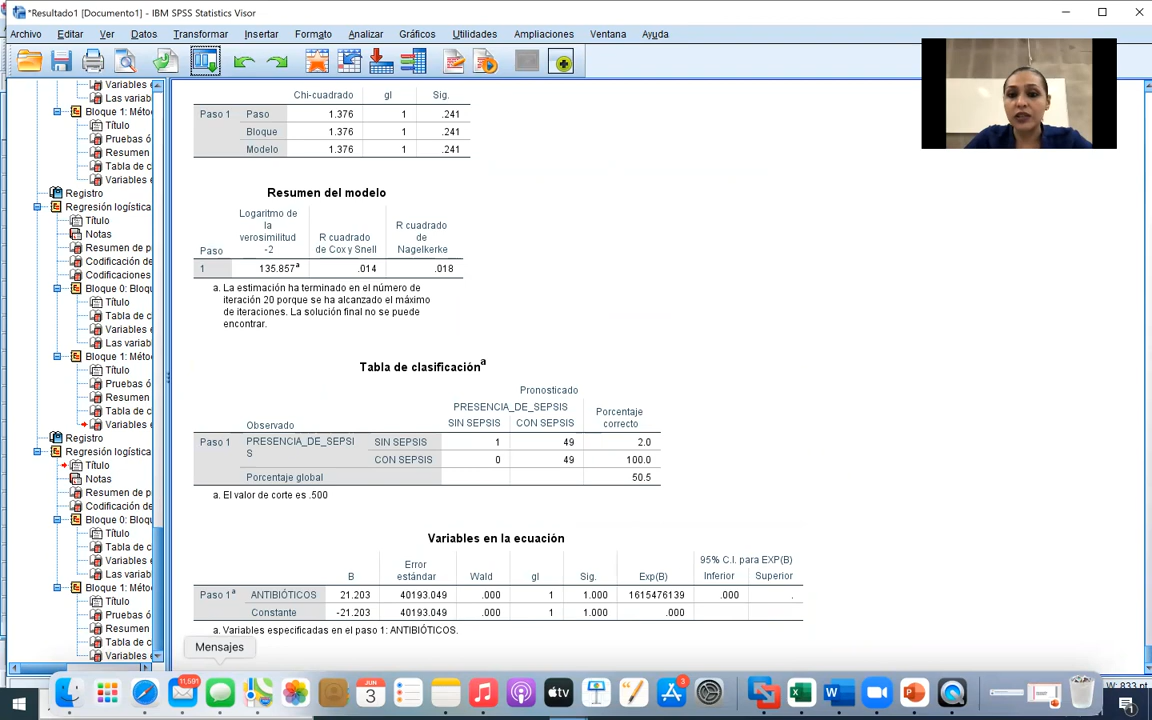 *Resultado1 [Documento1] - IBM SPSS Statistics Visor
Archivo Editar Ver Datos Transformar Insertar Formato Analizar Gráficos Utilidades Ampliaciones Ventana Ayuda
Variables e
Las variab
Bloque 1: Méto
Título
Pruebas ó
Resumen
Tabla de c
Variables e
Registro
Regresión logística
Título
Notas
Resumen de p
Codificación de
Codificaciones
Bloque 0: Bloqu
Título
Tabla de c
Variables e
Las variab
Bloque 1: Méto
Título
Pruebas ó
Resumen
Tabla de c
Variables e
Registro
Regresión logística
Título
Notas
Resumen de p
Codificación de
Bloque 0: Bloqu
Título
Tabla de c
Variables e
Las variab
Bloque 1: Méto
Título
Pruebas ó
Resumen
Tabla de c
Variables e
Chi-cuadrado gl Sig.
Paso 1 Paso 1.376 1 .241
Bloque 1.376 1 .241
Modelo 1.376 1 .241
Resumen del modelo
Paso
Logaritmo de
la
verosimilitud
-2
R cuadrado
de Cox y Snell
R cuadrado
de
Nagelkerke
1 135.857a .014 .018
a. La estimación ha terminado en el número de
iteración 20 porque se ha alcanzado el máximo
de iteraciones. La solución final no se puede
encontrar.
Tabla de clasificacióna
Pronosticado
PRESENCIA_DE_SEPSIS
Porcentaje
correcto
Observado SIN SEPSIS CON SEPSIS
Paso 1 PRESENCIA_DE_SEPSI
S
SIN SEPSIS 1 49 2.0
CON SEPSIS 0 49 100.0
Porcentaje global 50.5
a. El valor de corte es .500
Variables en la ecuación
95% C.I. para EXP(B)
B Error
estándar
Wald gl Sig. Exp(B) Inferior Superior
Paso 1a ANTIBIÓTICOS 21.203 40193.049 .000 1 1.000 1615476139 .000 .
Constante -21.203 40193.049 .000 1 1.000 .000
a. Variables especificadas en el paso 1: ANTIBIÓTICOS.
Mensajes
11,591
JUN
3
tv
3
W: 833 pt
1